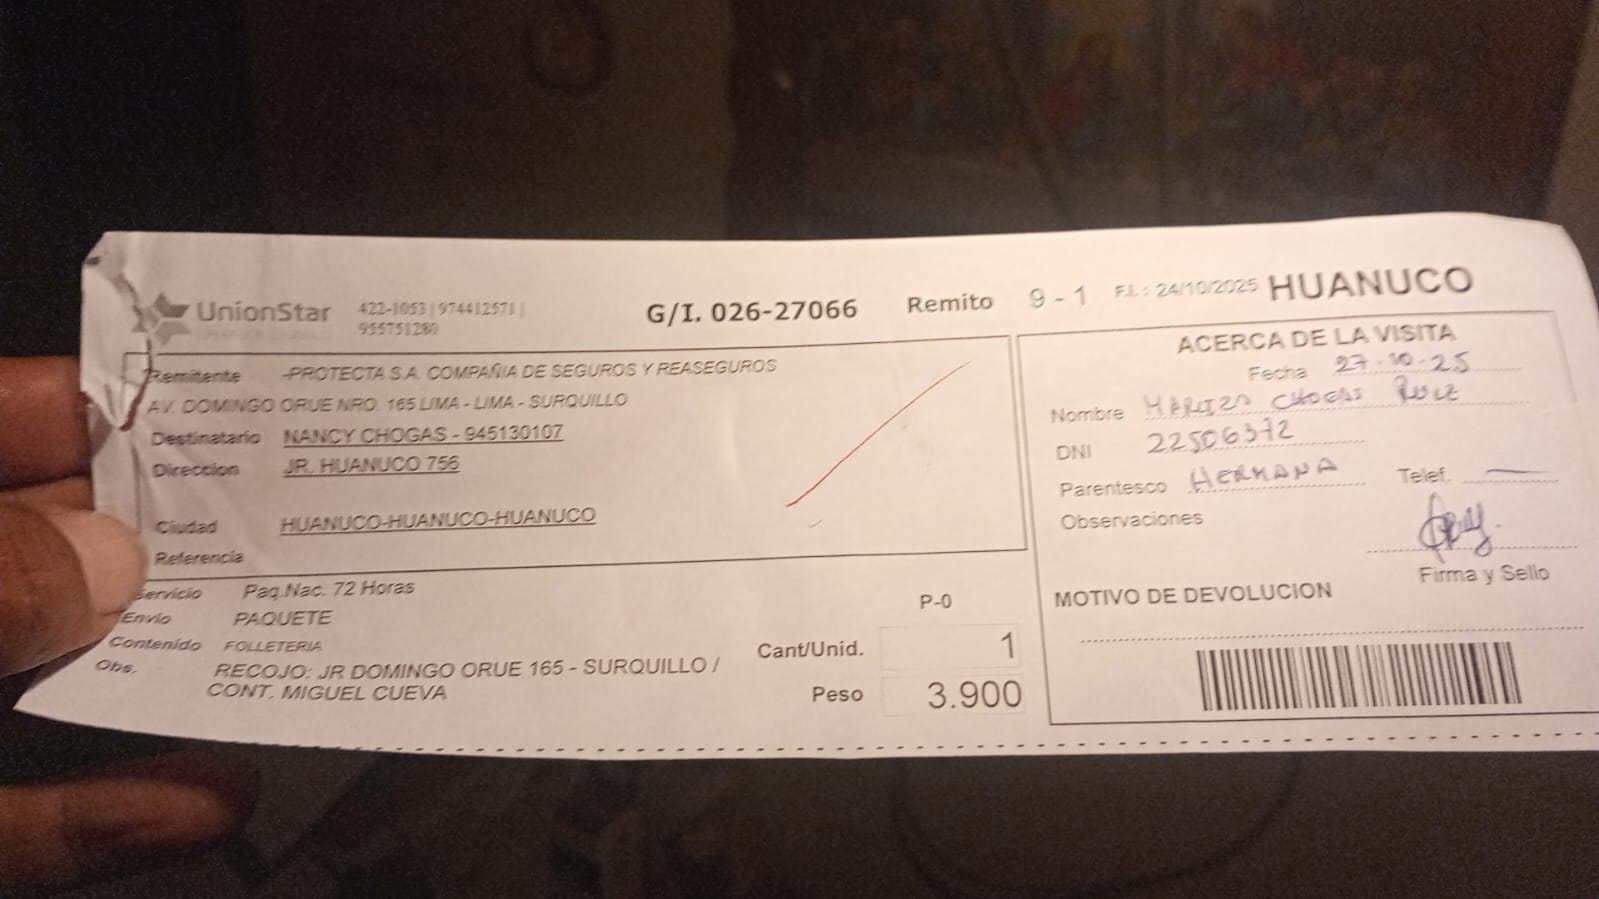 UnionStar 422-1053 | 974412571 |
955751280
G/I. 026-27066 Remito 9 - 1 F.I. : 24/10/2025 HUANUCO
Remitente -PROTECTA S.A. COMPAÑIA DE SEGUROS Y REASEGUROS
AV. DOMINGO ORUE NRO. 165 LIMA - LIMA - SURQUILLO
Destinatario NANCY CHOGAS - 945130107
Direccion JR. HUANUCO 756
Ciudad HUANUCO-HUANUCO-HUANUCO
Referencia
Servicio Paq.Nac. 72 Horas
Envio PAQUETE
Contenido FOLLETERIA
Obs. RECOJO: JR DOMINGO ORUE 165 - SURQUILLO /
CONT. MIGUEL CUEVA
P-0
Cant/Unid. 1
Peso 3.900
ACERCA DE LA VISITA
Fecha 27-10-25
Nombre CHOGAS RUIZ
DNI 22506372
Parentesco HERMANA Telef.
Observaciones
Firma y Sello
MOTIVO DE DEVOLUCION